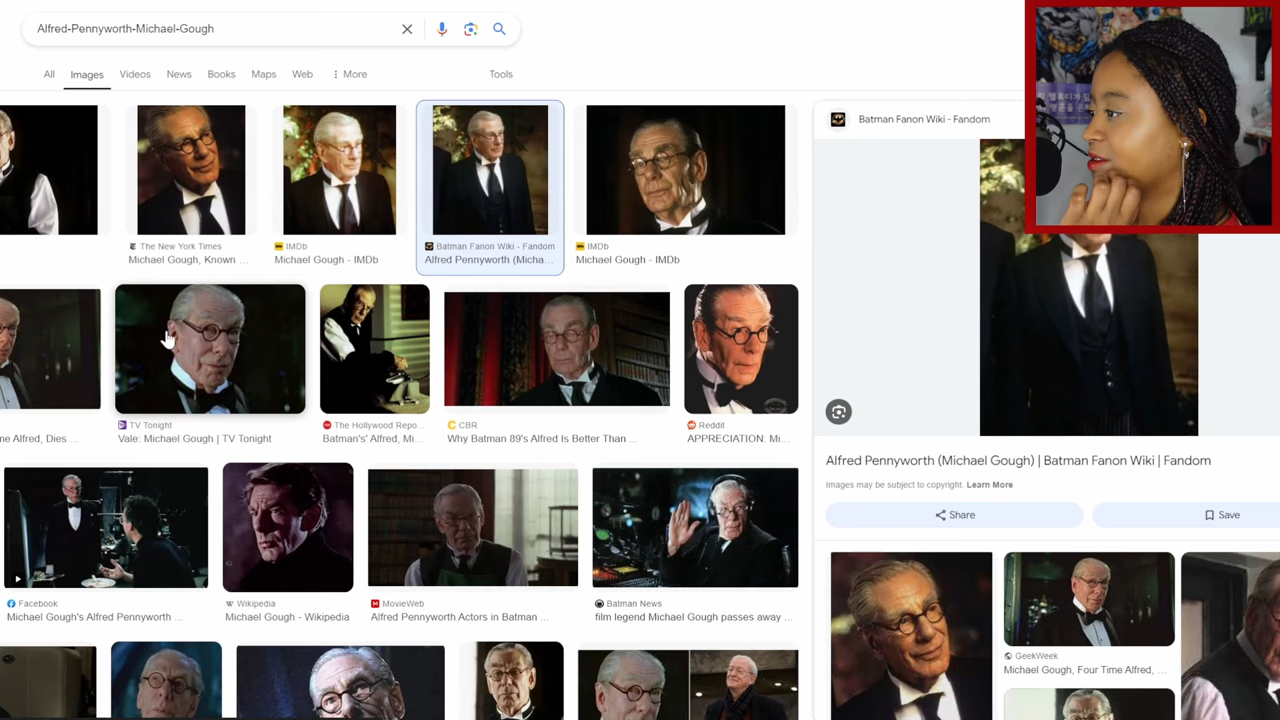 Alfred-Pennyworth-Michael-Gough
All Images Videos News Books Maps Web More Tools
Batman Fanon Wiki - Fandom
The New York Times
Michael Gough, Known ...
IMDb
Michael Gough - IMDb
Batman Fanon Wiki - Fandom
Alfred Pennyworth (Micha...
IMDb
Michael Gough - IMDb
me Alfred, Dies ...
TV Tonight
Vale: Michael Gough | TV Tonight
The Hollywood Repo...
Batman's' Alfred, Mi...
CBR
Why Batman 89's Alfred Is Better Than ...
Reddit
APPRECIATION: Mi...
Alfred Pennyworth (Michael Gough) | Batman Fanon Wiki | Fandom
Images may be subject to copyright. Learn More
Share
Save
Facebook
Michael Gough's Alfred Pennyworth ...
Wikipedia
Michael Gough - Wikipedia
MovieWeb
Alfred Pennyworth Actors in Batman ...
Batman News
film legend Michael Gough passes away ...
GeekWeek
Michael Gough, Four Time Alfred, ...